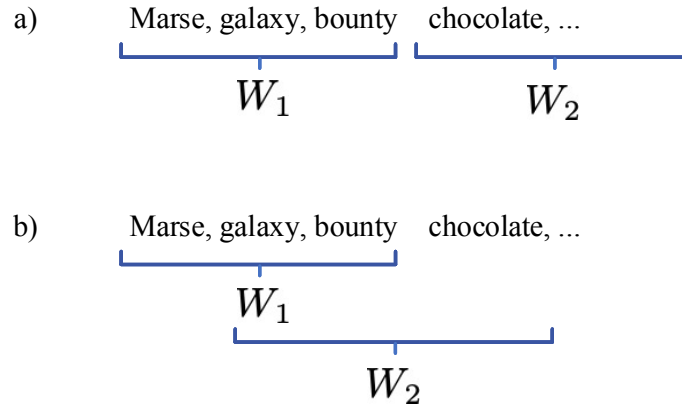 a) Marse, galaxy, bounty chocolate, ...
W₁ W₂
b) Marse, galaxy, bounty chocolate, ...
W₁
W₂